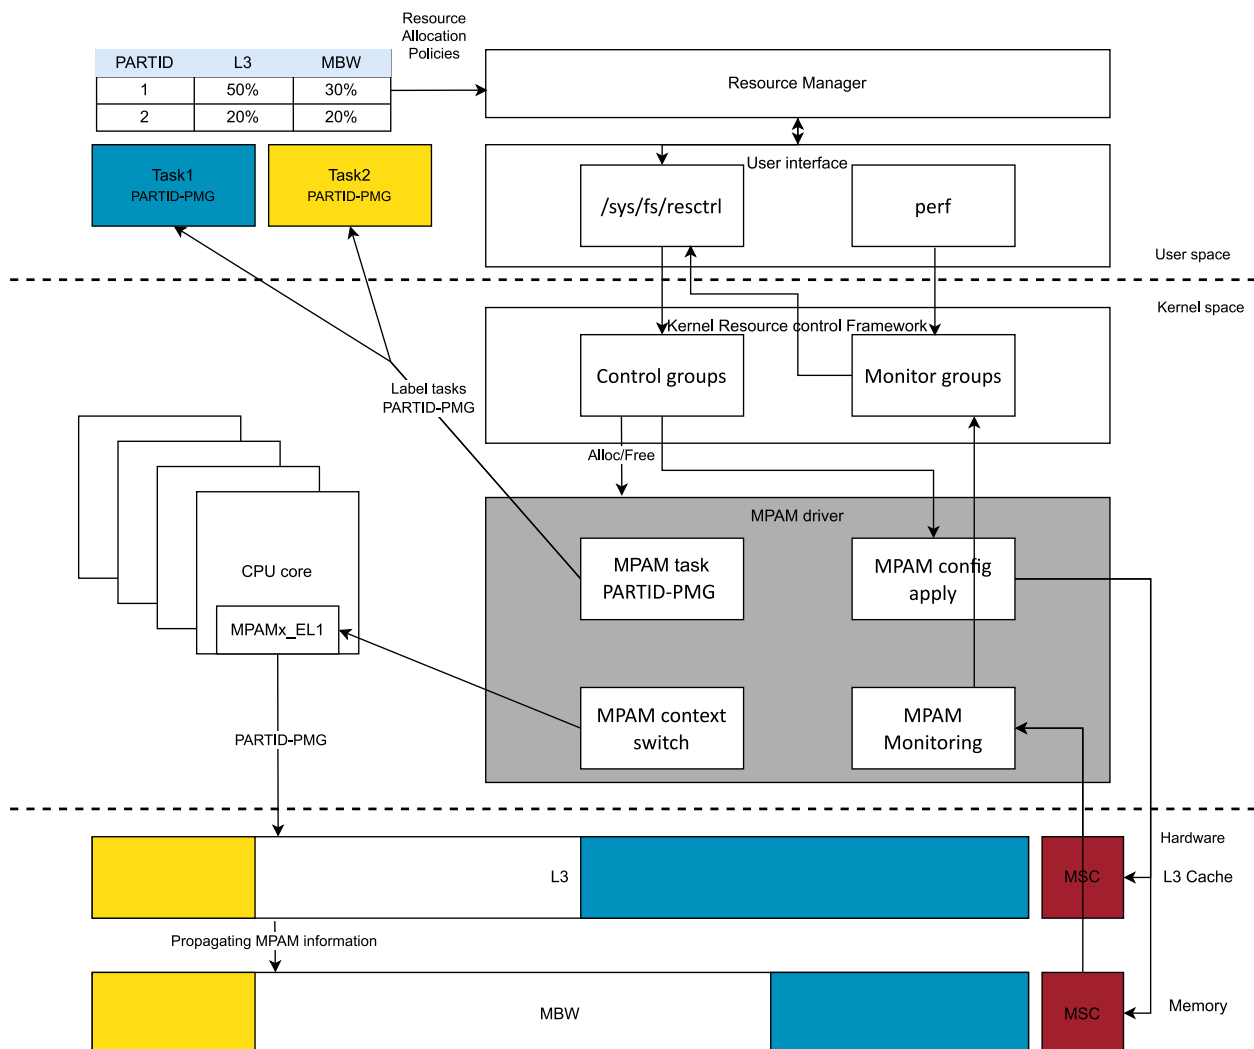 Resource
Allocation
Policies
PARTID L3 MBW
1 50% 30%
2 20% 20%
Resource Manager
Task1
PARTID-PMG
Task2
PARTID-PMG
User interface
/sys/fs/resctrl
perf
User space
Kernel space
Kernel Resource control Framework
Control groups
Monitor groups
Label tasks
PARTID-PMG
Alloc/Free
MPAM driver
CPU core
MPAMx_EL1
MPAM task
PARTID-PMG
MPAM config
apply
MPAM context
switch
MPAM
Monitoring
PARTID-PMG
Hardware
L3
MSC
L3 Cache
Propagating MPAM information
MBW
MSC
Memory